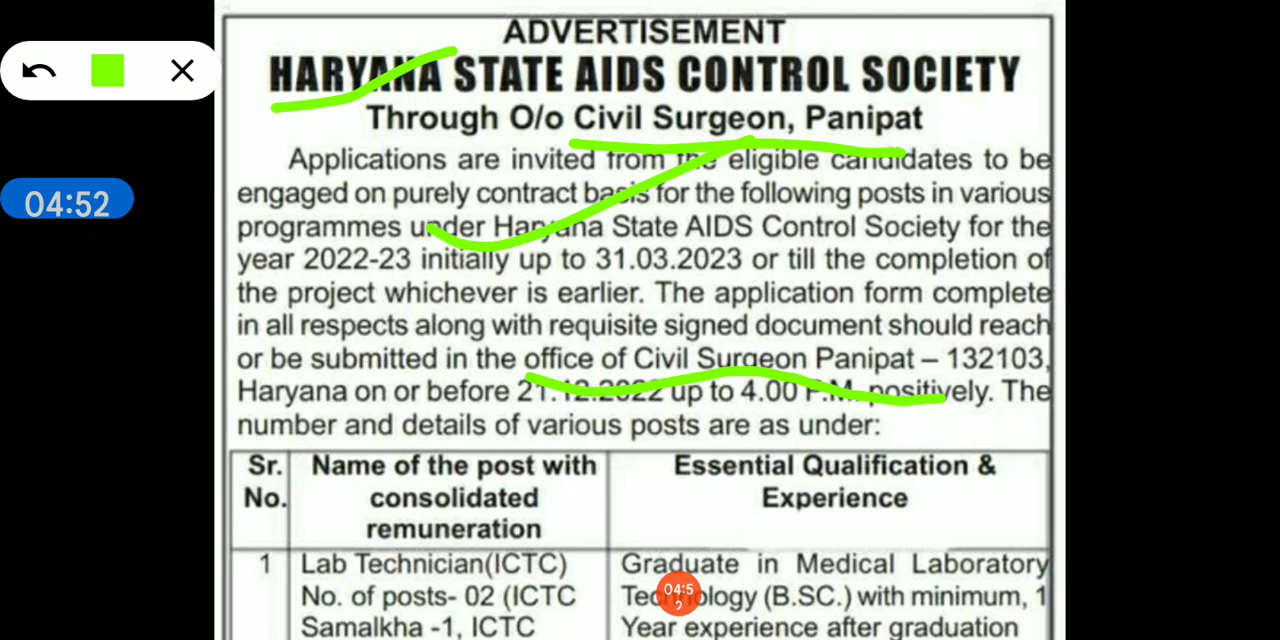 ADVERTISEMENT
HARYANA STATE AIDS CONTROL SOCIETY
Through O/o Civil Surgeon, Panipat
04:52
Applications are invited from the eligible candidates to be
engaged on purely contract basis for the following posts in various
programmes under Haryana State AIDS Control Society for the
year 2022-23 initially up to 31.03.2023 or till the completion of
the project whichever is earlier. The application form complete
in all respects along with requisite signed document should reach
or be submitted in the office of Civil Surgeon Panipat – 132103,
Haryana on or before 21.12.2022 up to 4.00 P.M. positively. The
number and details of various posts are as under:
Sr. No.
Name of the post with consolidated remuneration
Essential Qualification & Experience
1
Lab Technician(ICTC)
No. of posts- 02 (ICTC
Samalkha -1, ICTC
Graduate in Medical Laboratory
Technology (B.SC.) with minimum, 1
Year experience after graduation
04:52